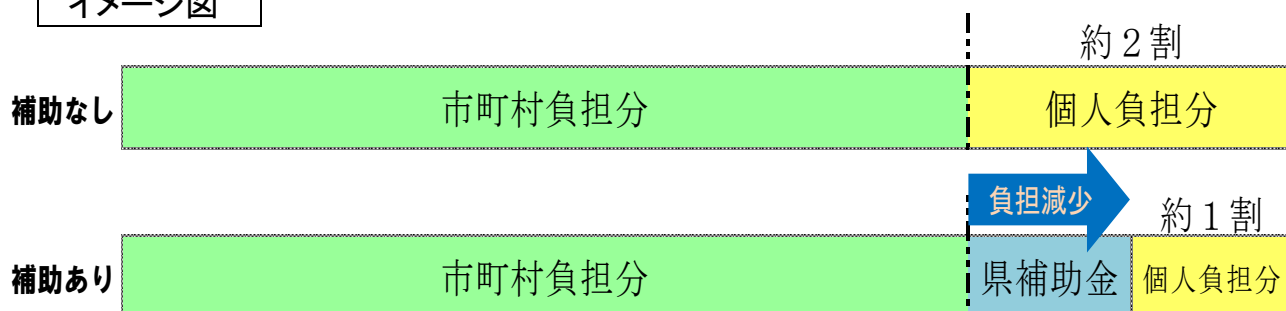 イメージ図
約2割
補助なし 市町村負担分 個人負担分
負担減少 約1割
補助あり 市町村負担分 県補助金 個人負担分